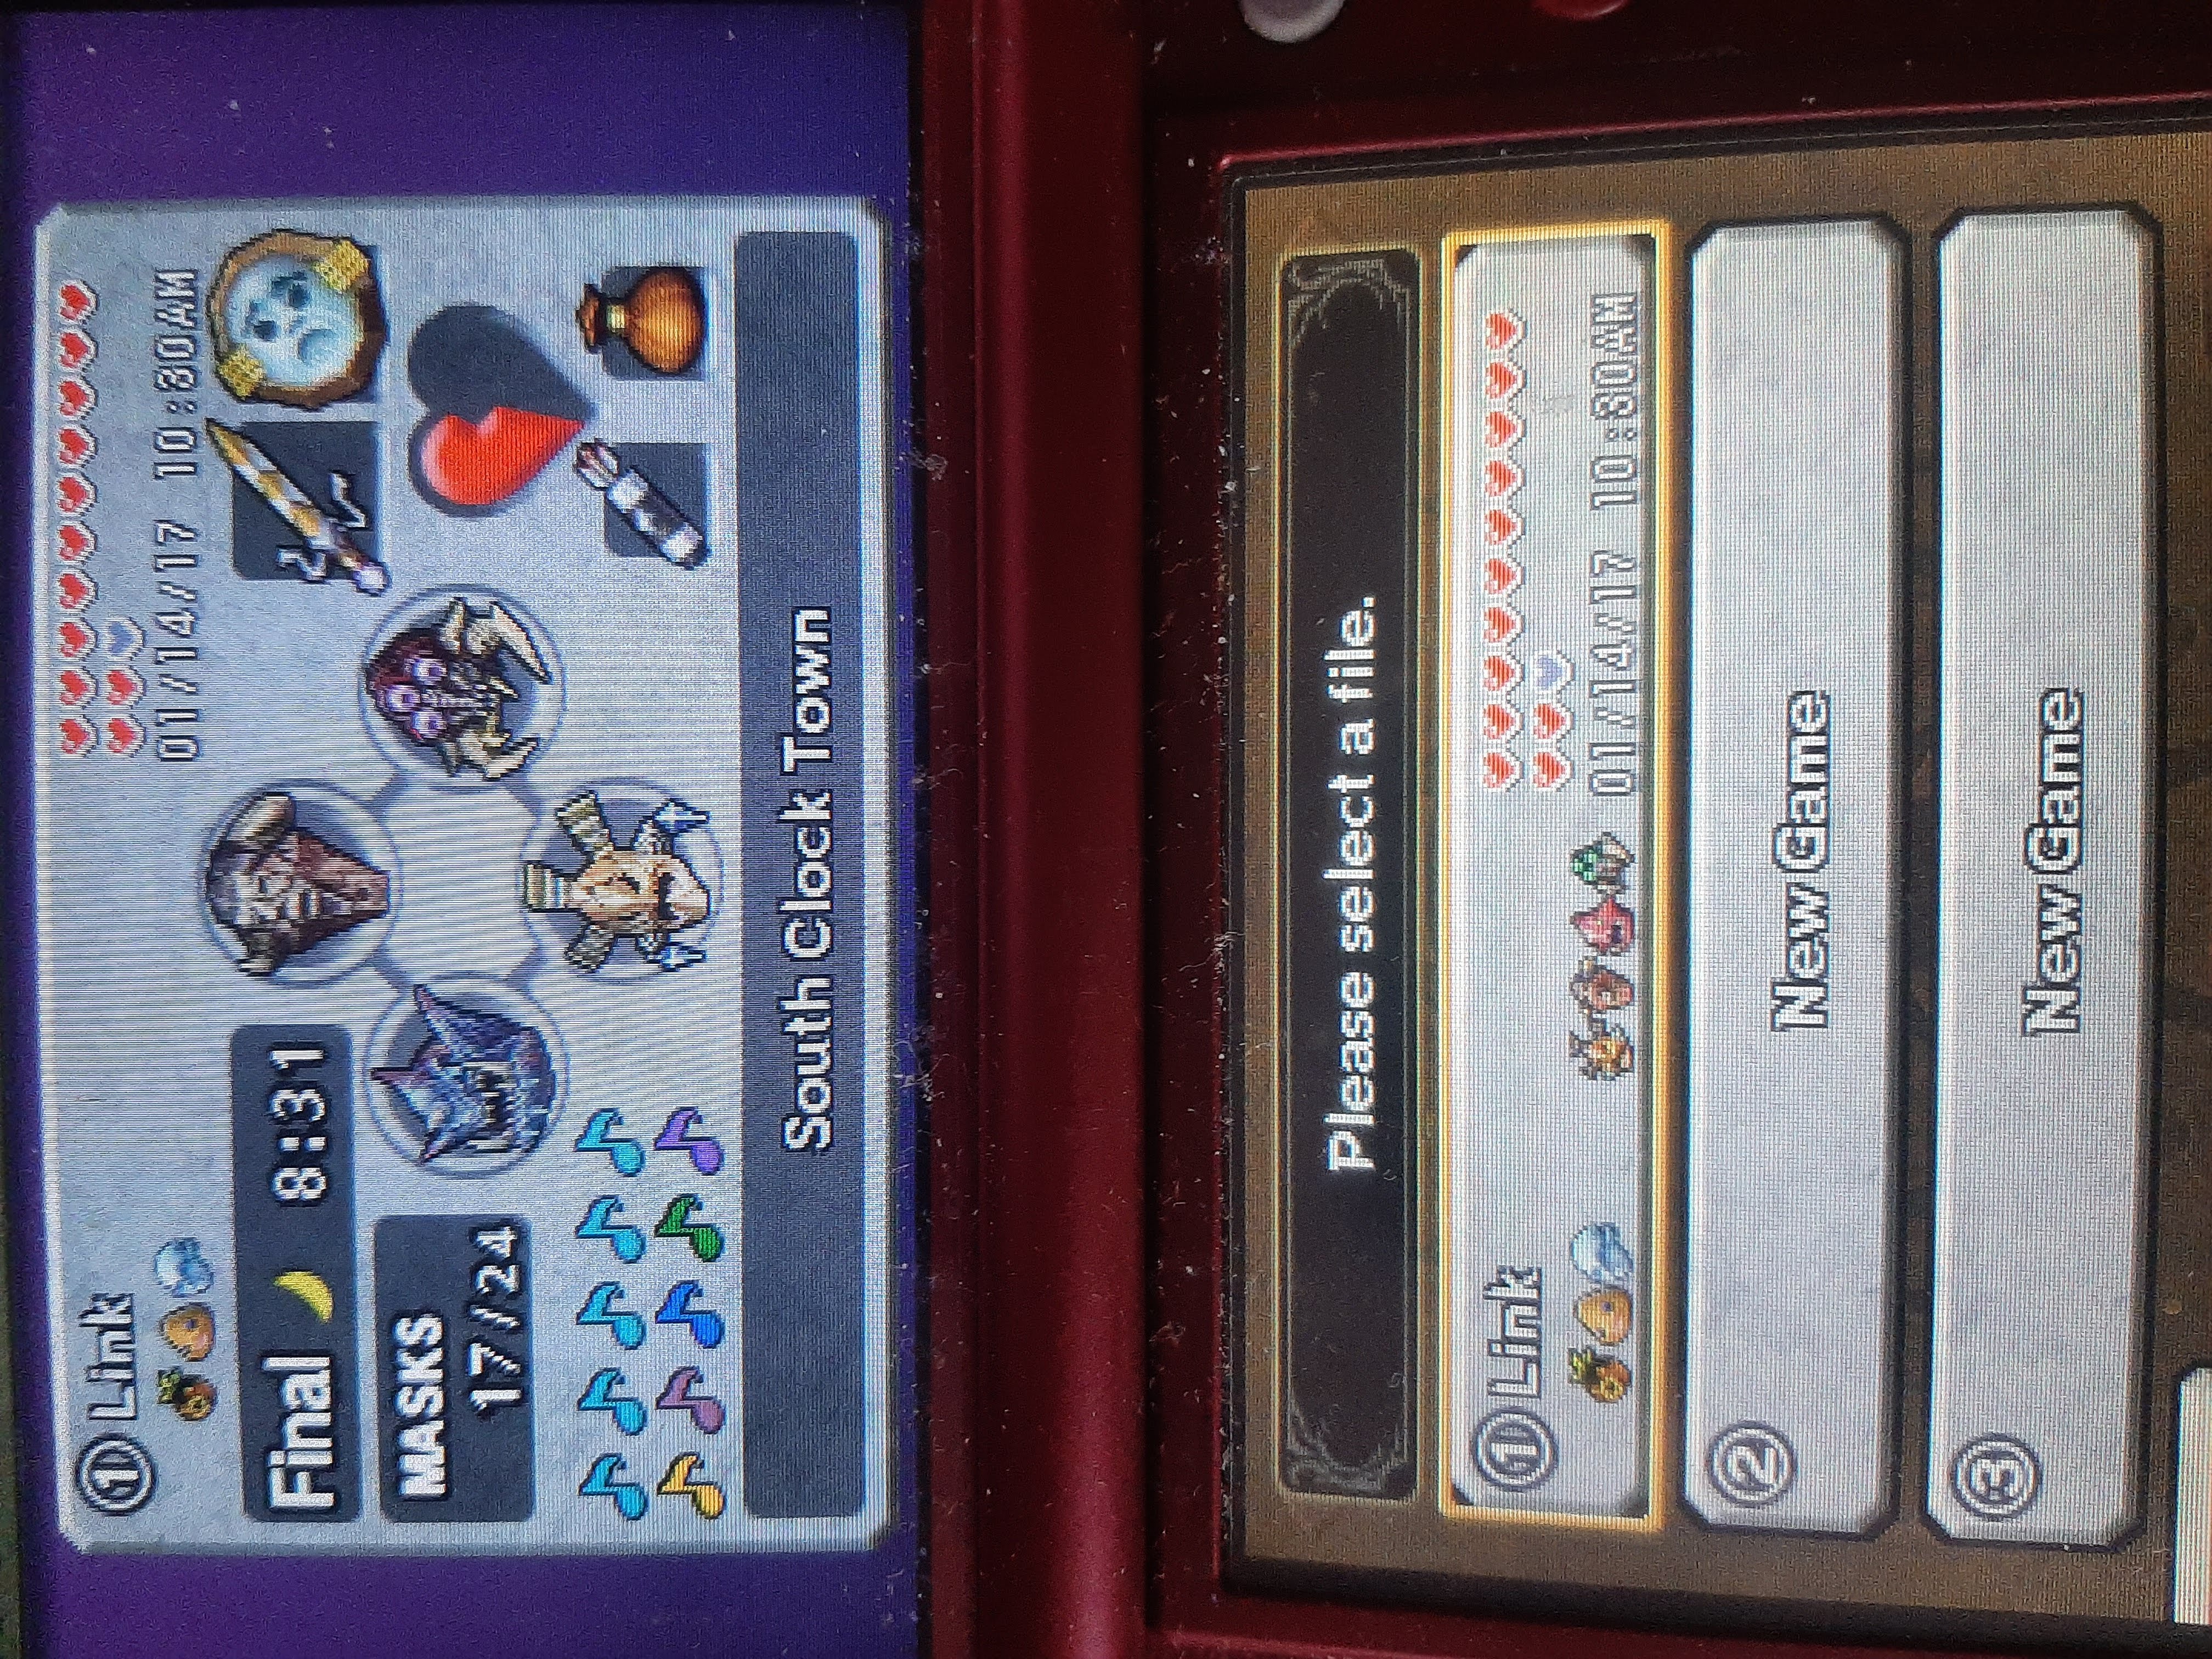 ① Link
01/14/17 10:30AM
Final 8:31
MASKS
17/24
South Clock Town
Please select a file.
① Link
01/14/17 10:30AM
②
New Game
③
New Game